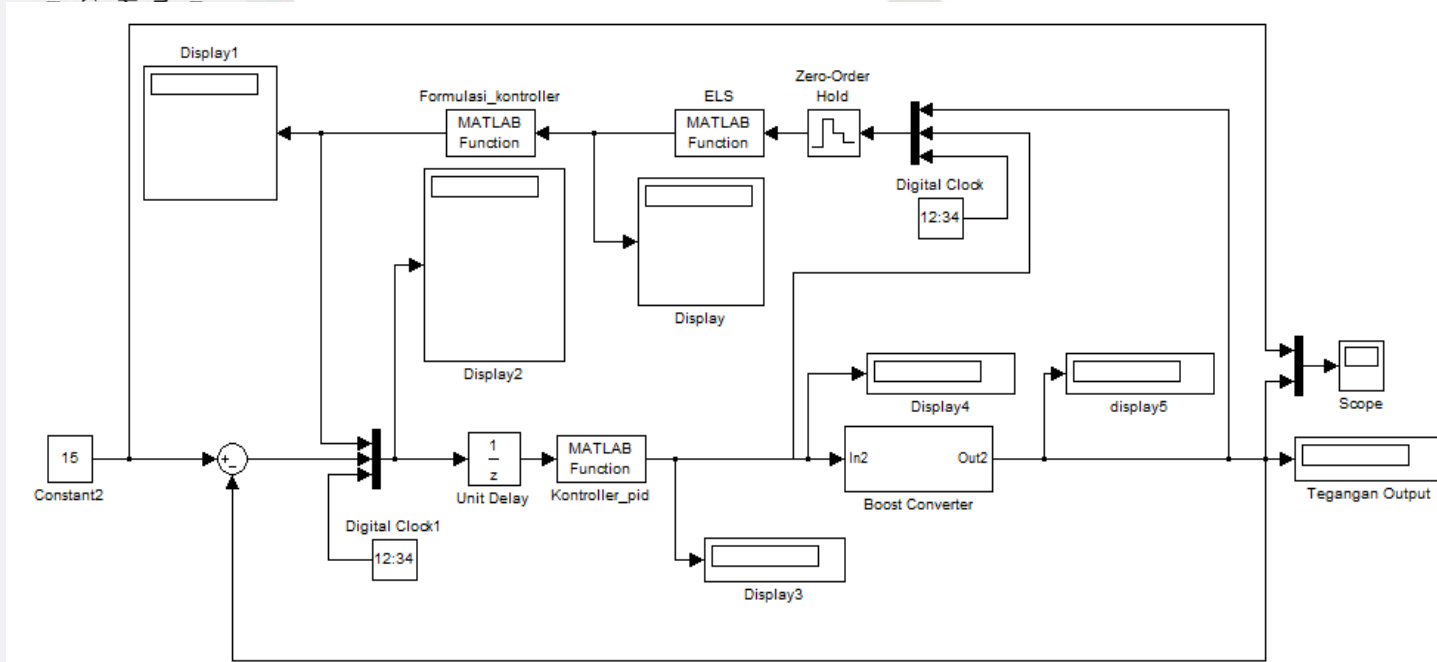 Display1
Formulasi_kontroller
MATLAB
Function
ELS
MATLAB
Function
Zero-Order
Hold
Digital Clock
12:34
Display2
Display
Display4
display5
Scope
15
Constant2
+
−
1
z
Unit Delay
MATLAB
Function
Kontroller_pid
In2
Out2
Boost Converter
Tegangan Output
Digital Clock1
12:34
Display3